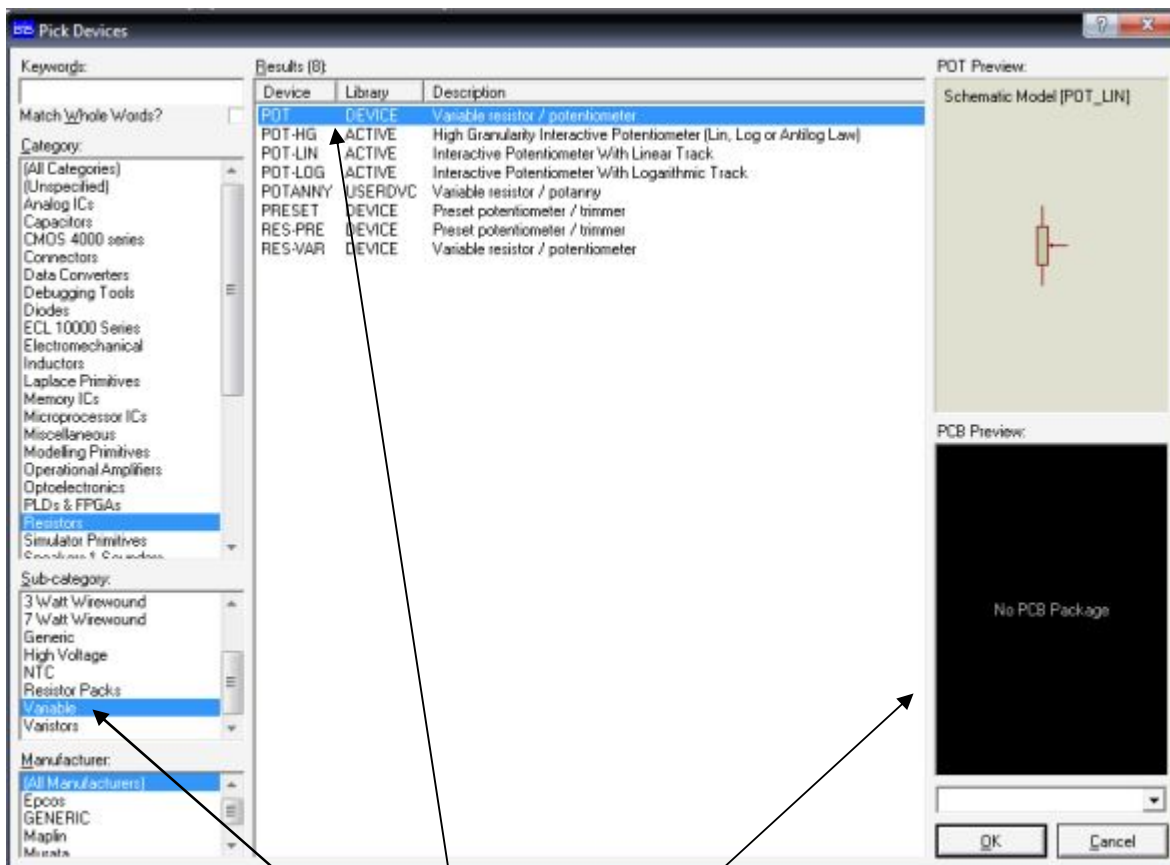 Pick Devices
Keywords:
Match Whole Words?
Category:
(All Categories)
(Unspecified)
Analog ICs
Capacitors
CMOS 4000 series
Connectors
Data Converters
Debugging Tools
Diodes
ECL 10000 Series
Electromechanical
Inductors
Laplace Primitives
Memory ICs
Microprocessor ICs
Miscellaneous
Modelling Primitives
Operational Amplifiers
Optoelectronics
PLDs & FPGAs
Resistors
Simulator Primitives
Sub-category:
3 Watt Wirewound
7 Watt Wirewound
Generic
High Voltage
NTC
Resistor Packs
Variable
Varistors
Manufacturer:
(All Manufacturers)
Epcos
GENERIC
Maplin
Murata
Results (8):
Device Library Description
POT DEVICE Variable resistor / potentiometer
POT-HG ACTIVE High Granularity Interactive Potentiometer (Lin, Log or Antilog Law)
POT-LIN ACTIVE Interactive Potentiometer With Linear Track
POT-LOG ACTIVE Interactive Potentiometer With Logarithmic Track
POTANNY USERDVC Variable resistor / potanny
PRESET DEVICE Preset potentiometer / trimmer
RES-PRE DEVICE Preset potentiometer / trimmer
RES-VAR DEVICE Variable resistor / potentiometer
POT Preview:
Schematic Model [POT_LIN]
PCB Preview:
No PCB Package
OK Cancel